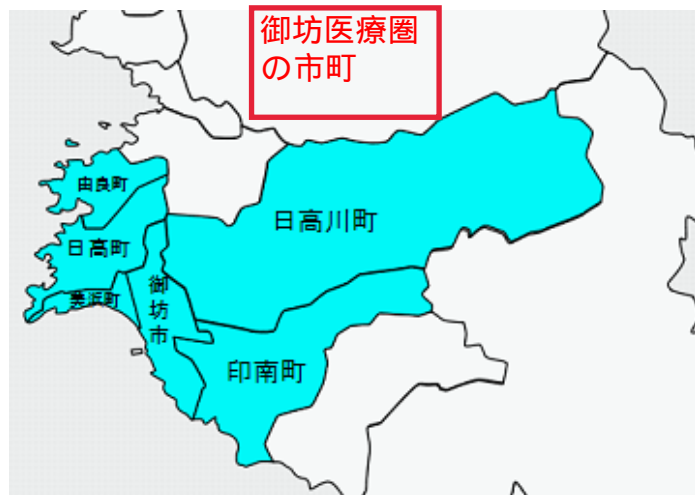 御坊医療圏
の市町
由良町
日高川町
日高町
美浜町
御坊市
印南町